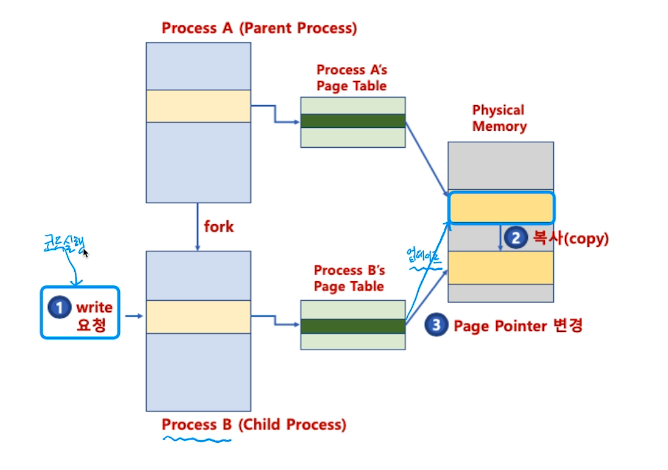 Process A (Parent Process)
Process A's
Page Table
Physical
Memory
fork
코드실행
1 write
요청
Process B's
Page Table
업데이트
2 복사(copy)
3 Page Pointer 변경
Process B (Child Process)